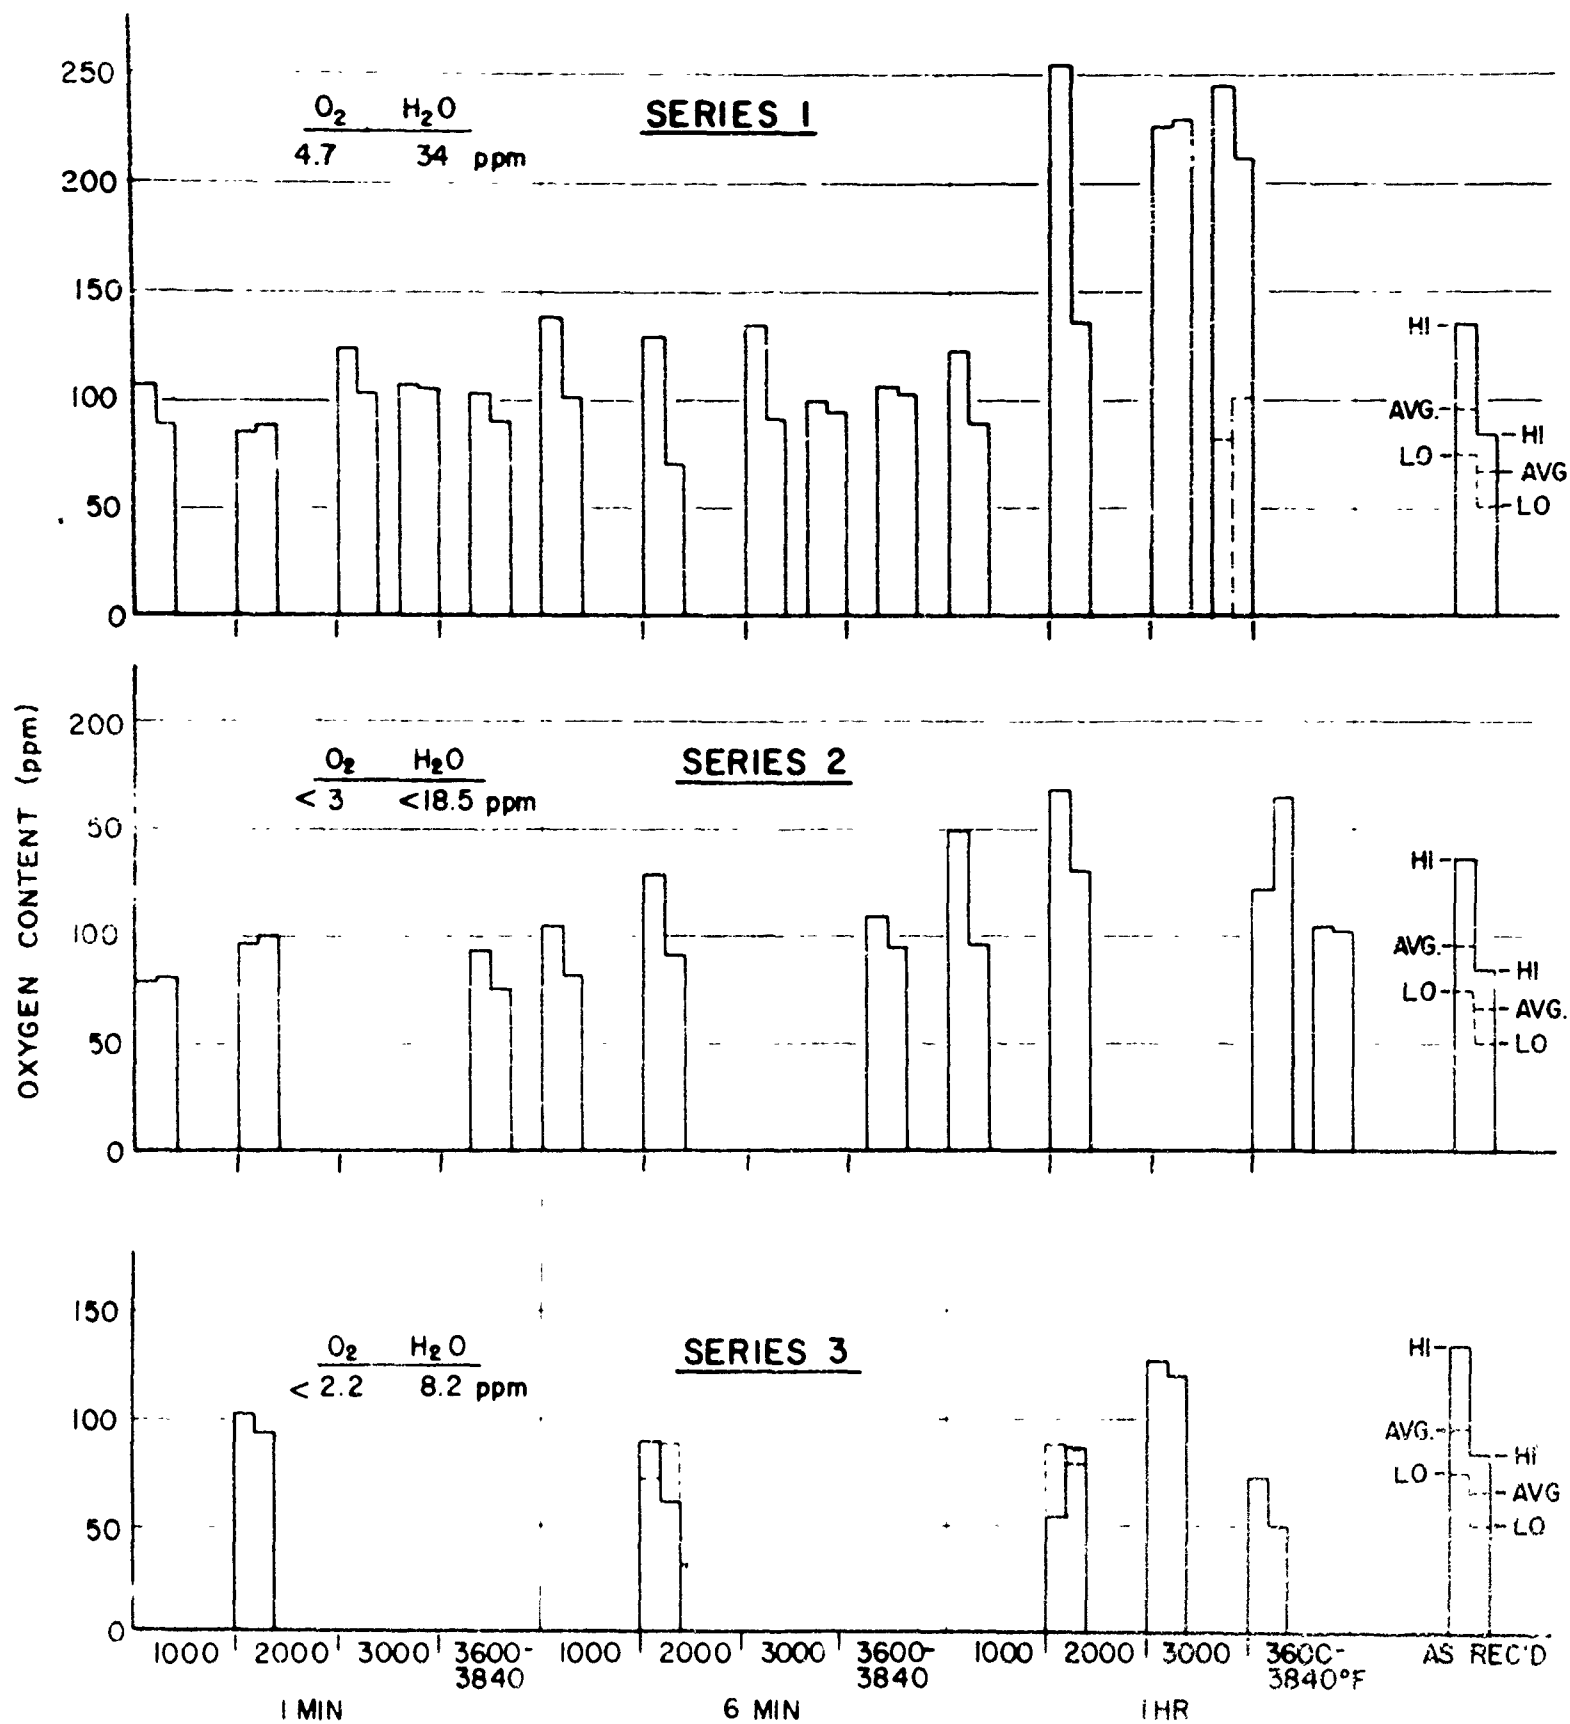 OXYGEN CONTENT (ppm)
SERIES 1
O₂ H₂O
4.7 34 ppm
250
200
150
100
50
0
HI
AVG.
LO
HI
AVG
LO
SERIES 2
O₂ H₂O
< 3 <18.5 ppm
200
50
100
50
0
HI
AVG.
LO
HI
AVG.
LO
SERIES 3
O₂ H₂O
< 2.2 8.2 ppm
150
100
50
0
HI
AVG.
LO
HI
AVG
LO
1000 2000 3000 3600-3840 1000 2000 3000 3600-3840 1000 2000 3000 3600-3840°F AS REC'D
1 MIN 6 MIN 1 HR